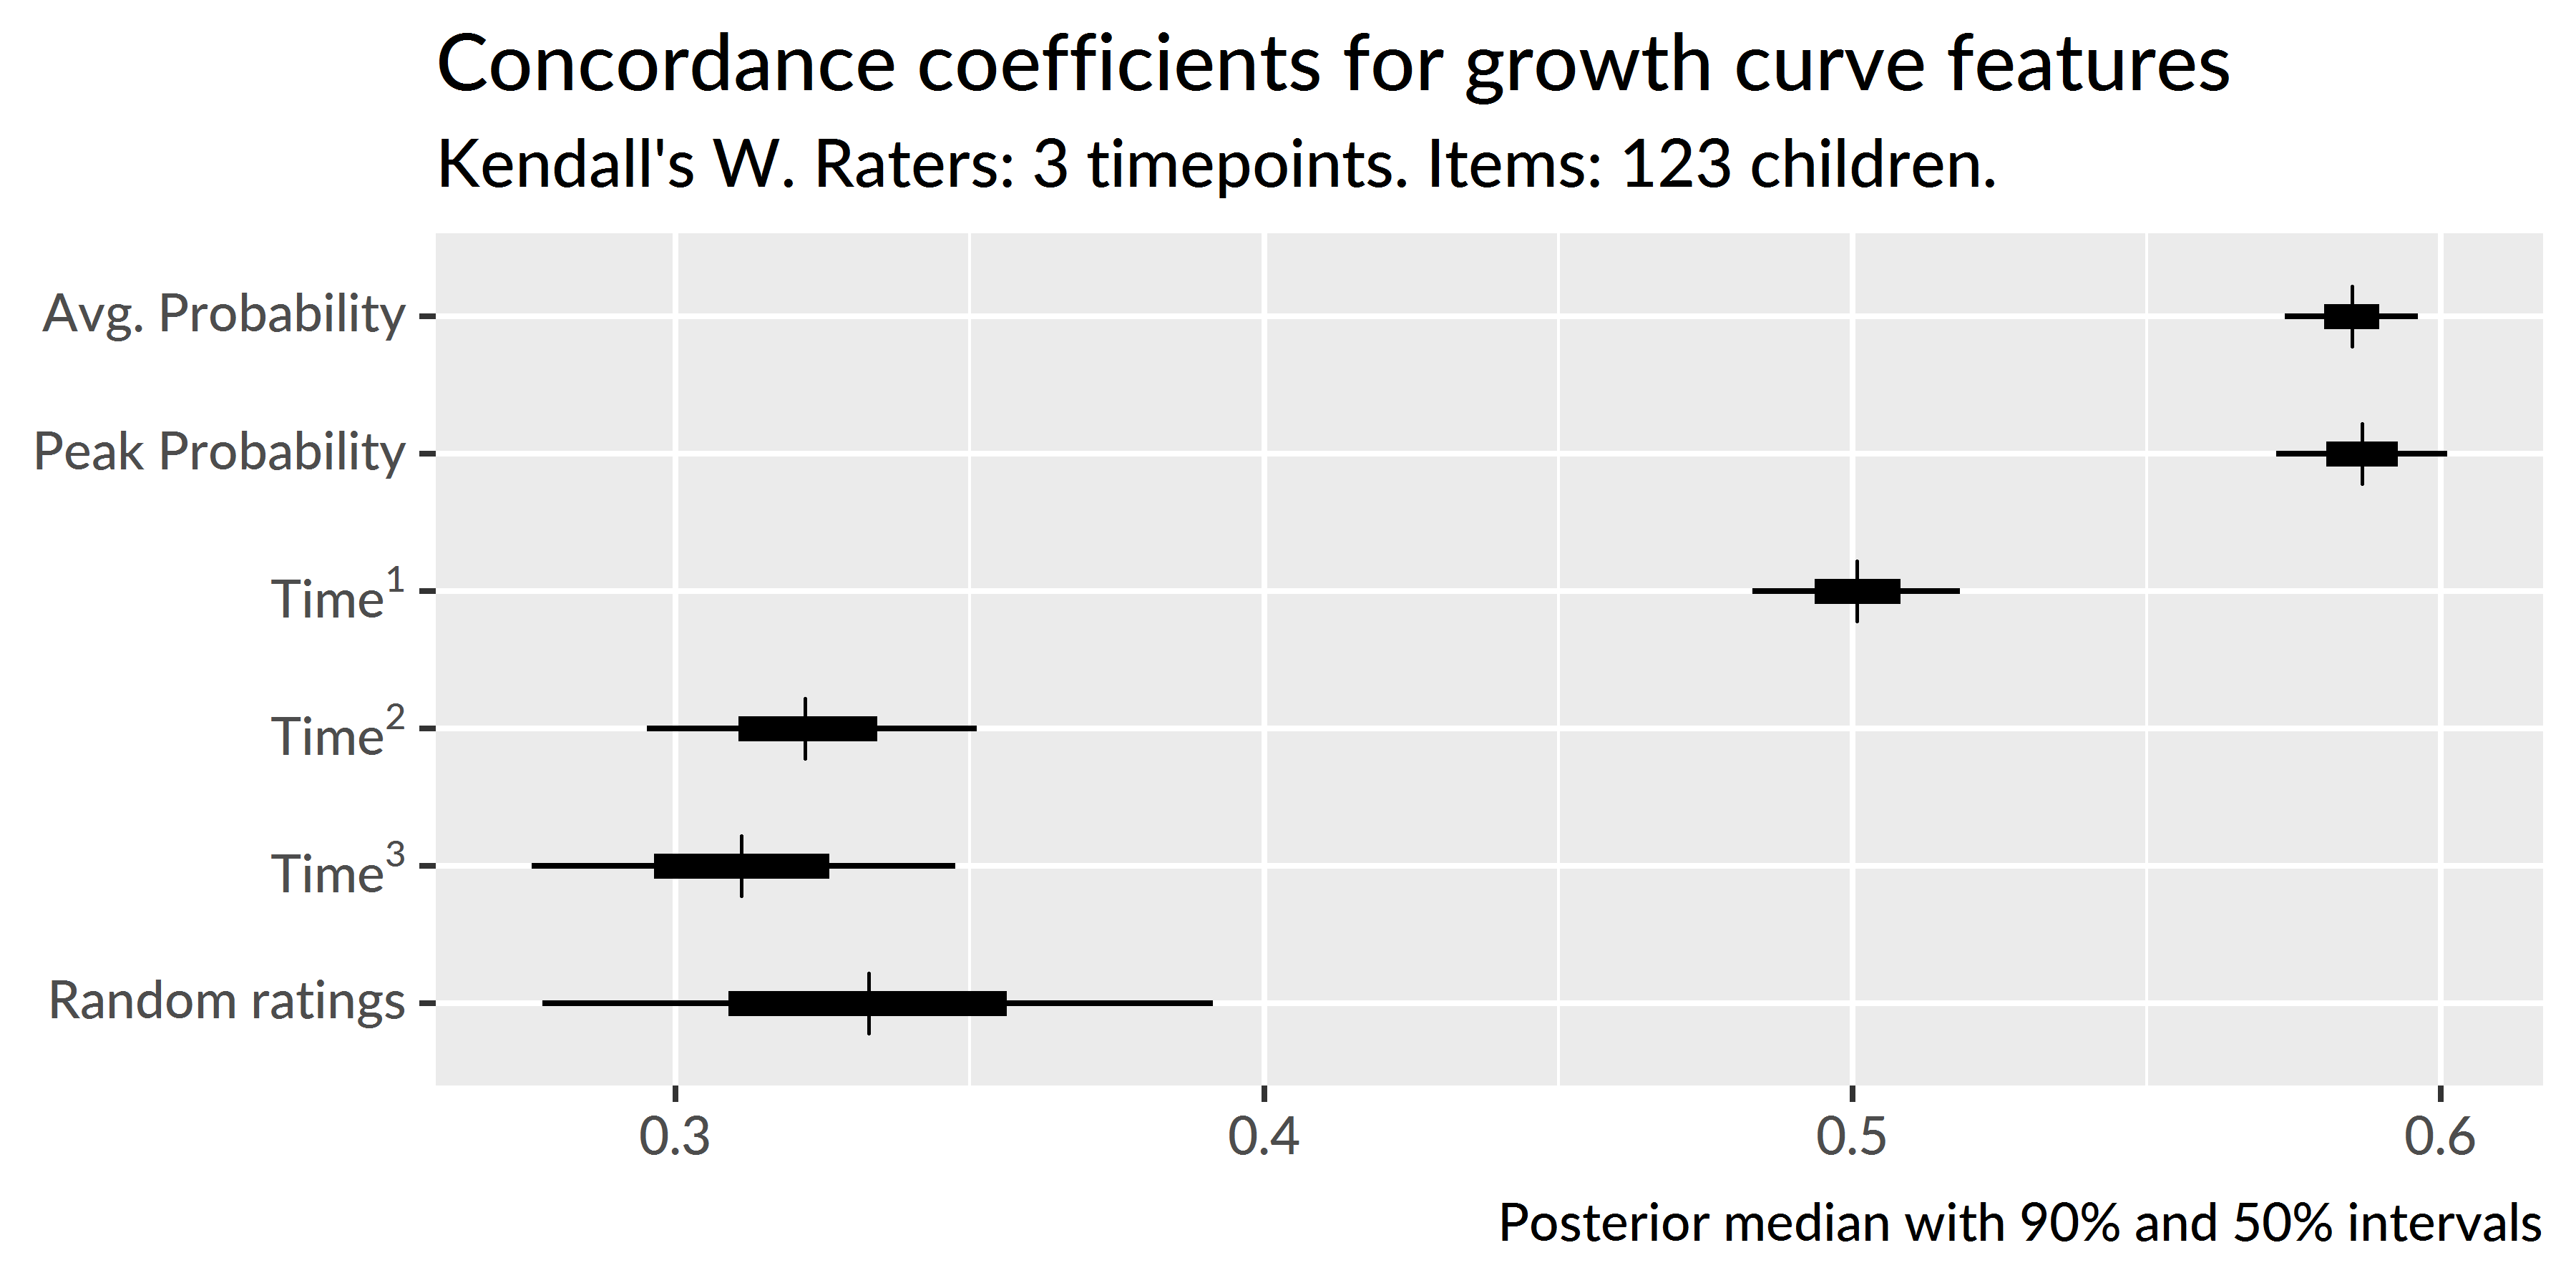 Concordance coefficients for growth curve features
Kendall's W. Raters: 3 timepoints. Items: 123 children.
Avg. Probability
Peak Probability
Time¹
Time²
Time³
Random ratings
0.3 0.4 0.5 0.6
Posterior median with 90% and 50% intervals